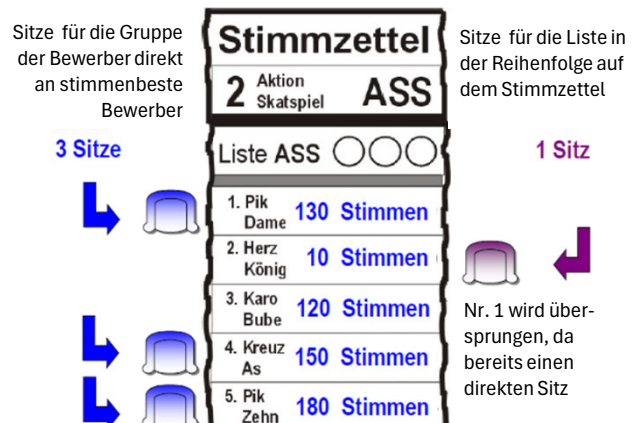 Sitze für die Gruppe
der Bewerber direkt
an stimmenbeste
Bewerber
3 Sitze
Stimmzettel
2 Aktion Skatspiel ASS
Liste ASS
1. Pik Dame 130 Stimmen
2. Herz König 10 Stimmen
3. Karo Bube 120 Stimmen
4. Kreuz As 150 Stimmen
5. Pik Zehn 180 Stimmen
Sitze für die Liste in
der Reihenfolge auf
dem Stimmzettel
1 Sitz
Nr. 1 wird über-
sprungen, da
bereits einen
direkten Sitz